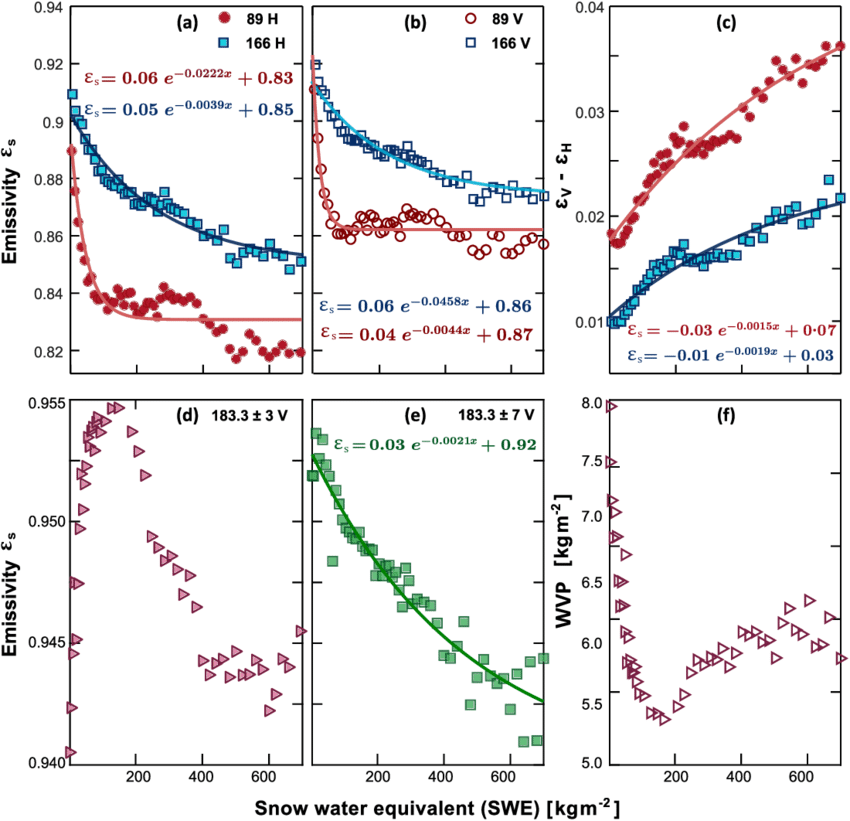 (a)
89 H
166 H
εₛ = 0.06 e^−0.0222x + 0.83
εₛ = 0.05 e^−0.0039x + 0.85
0.94
0.92
0.9
0.88
0.86
0.84
0.82
Emissivity εₛ
(b)
89 V
166 V
εₛ = 0.06 e^−0.0458x + 0.86
εₛ = 0.04 e^−0.0044x + 0.87
(c)
εₛ = −0.03 e^−0.0015x + 0.07
εₛ = −0.01 e^−0.0019x + 0.03
0.04
0.03
0.02
0.01
εV - εH
(d)
183.3 ± 3 V
0.955
0.950
0.945
0.940
Emissivity εₛ
200
400
600
(e)
183.3 ± 7 V
εₛ = 0.03 e^−0.0021x + 0.92
200
400
600
(f)
8.0
7.0
6.5
6.0
5.5
5.0
WVP [kgm-2]
200
400
600
Snow water equivalent (SWE) [kgm-2]